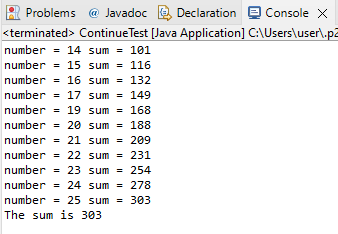 Problems @ Javadoc Declaration Console
<terminated> ContinueTest [Java Application] C:\Users\user\.p2
number = 14 sum = 101
number = 15 sum = 116
number = 16 sum = 132
number = 17 sum = 149
number = 19 sum = 168
number = 20 sum = 188
number = 21 sum = 209
number = 22 sum = 231
number = 23 sum = 254
number = 24 sum = 278
number = 25 sum = 303
The sum is 303